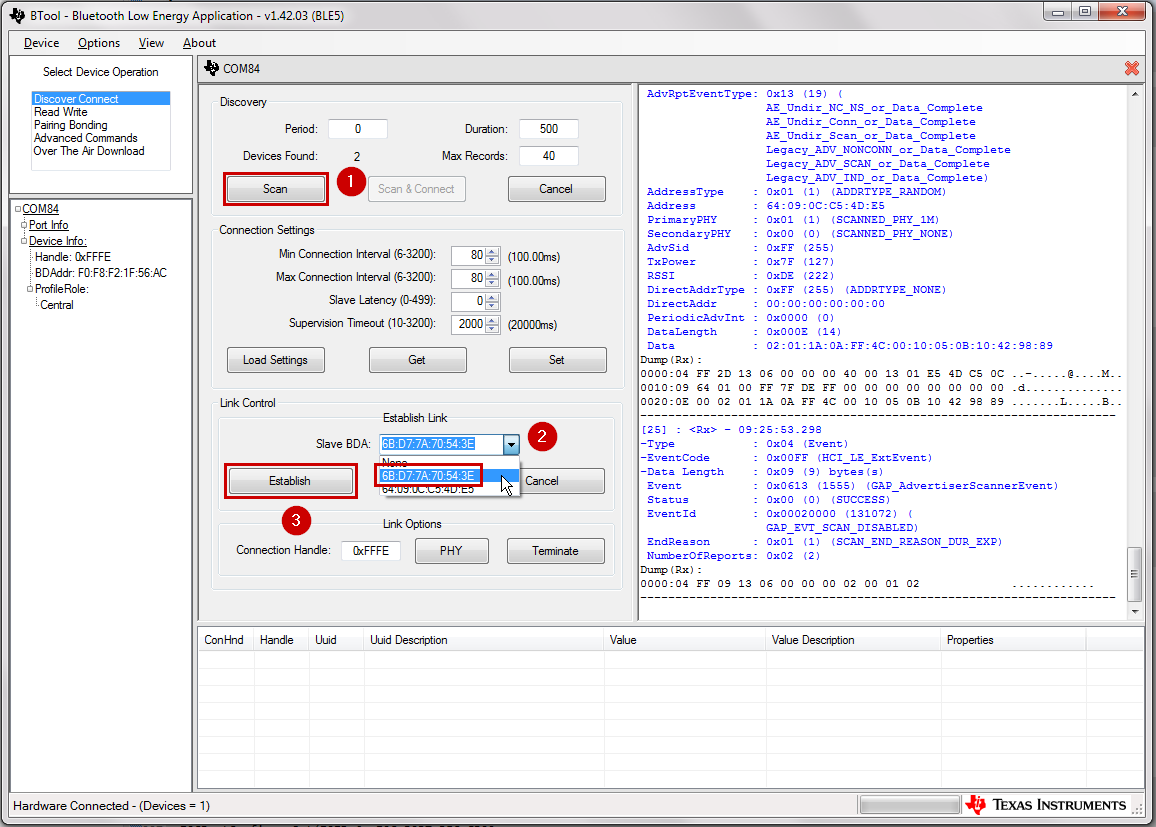 BTool - Bluetooth Low Energy Application - v1.42.03 (BLE5)
Device Options View About
Select Device Operation
Discover Connect
Read Write
Pairing Bonding
Advanced Commands
Over The Air Download
COM84
Port Info
Device Info:
Handle: 0xFFFE
BDAddr: F0:F8:F2:1F:56:AC
ProfileRole:
Central
COM84
Discovery
Period: 0 Duration: 500
Devices Found: 2 Max Records: 40
Scan 1 Scan & Connect Cancel
Connection Settings
Min Connection Interval (6-3200): 80 (100.00ms)
Max Connection Interval (6-3200): 80 (100.00ms)
Slave Latency (0-499): 0
Supervision Timeout (10-3200): 2000 (20000ms)
Load Settings Get Set
Link Control
Establish Link
Slave BDA: 6B:D7:7A:70:54:3E 2
None
6B:D7:7A:70:54:3E
Establish Cancel
64:09:0C:C5:4D:E5
3 Link Options
Connection Handle: 0xFFFE PHY Terminate
AdvRptEventType: 0x13 (19) (
AE_Undir_NC_NS_or_Data_Complete
AE_Undir_Conn_or_Data_Complete
AE_Undir_Scan_or_Data_Complete
Legacy_ADV_NONCONN_or_Data_Complete
Legacy_ADV_SCAN_or_Data_Complete
Legacy_ADV_IND_or_Data_Complete)
AddressType : 0x01 (1) (ADDRTYPE_RANDOM)
Address : 64:09:0C:C5:4D:E5
PrimaryPHY : 0x01 (1) (SCANNED_PHY_1M)
SecondaryPHY : 0x00 (0) (SCANNED_PHY_NONE)
AdvSid : 0xFF (255)
TxPower : 0x7F (127)
RSSI : 0xDE (222)
DirectAddrType : 0xFF (255) (ADDRTYPE_NONE)
DirectAddr : 00:00:00:00:00:00
PeriodicAdvInt : 0x0000 (0)
DataLength : 0x000E (14)
Data : 02:01:1A:0A:FF:4C:00:10:05:0B:10:42:98:89
Dump(Rx):
0000:04 FF 2D 13 06 00 00 00 40 00 13 01 E5 4D C5 0C ..-.....@....M..
0010:09 64 01 00 FF 7F DE FF 00 00 00 00 00 00 00 00 .d..............
0020:0E 00 02 01 1A 0A FF 4C 00 10 05 0B 10 42 98 89 .......L.....B..
[25] : <Rx> - 09:25:53.298
-Type : 0x04 (Event)
-EventCode : 0x00FF (HCI_LE_ExtEvent)
-Data Length : 0x09 (9) bytes(s)
Event : 0x0613 (1555) (GAP_AdvertiserScannerEvent)
Status : 0x00 (0) (SUCCESS)
EventId : 0x00020000 (131072) (
GAP_EVT_SCAN_DISABLED)
EndReason : 0x01 (1) (SCAN_END_REASON_DUR_EXP)
NumberOfReports: 0x02 (2)
Dump(Rx):
0000:04 FF 09 13 06 00 00 00 02 00 01 02 ............
ConHnd Handle Uuid Uuid Description Value Value Description Properties
Hardware Connected - (Devices = 1)
TEXAS INSTRUMENTS